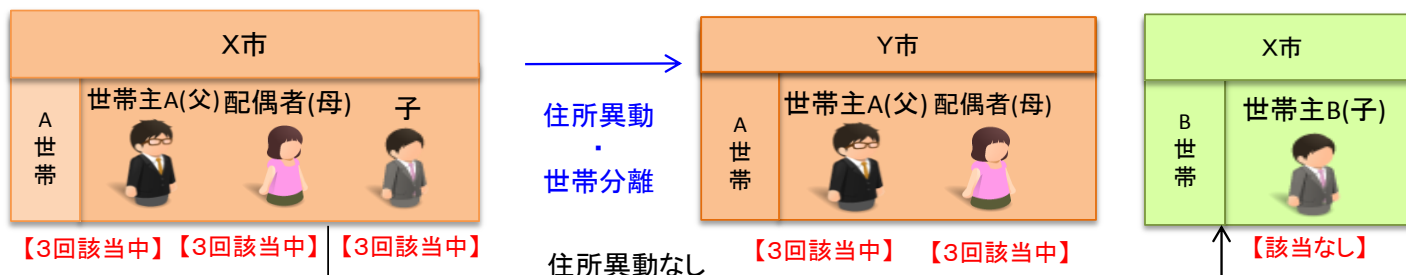 X市
A世帯
世帯主A(父) 配偶者(母) 子
【3回該当中】【3回該当中】【3回該当中】
住所異動
・
世帯分離
住所異動なし
Y市
A世帯
世帯主A(父) 配偶者(母)
【3回該当中】 【3回該当中】
X市
B世帯
世帯主B(子)
【該当なし】